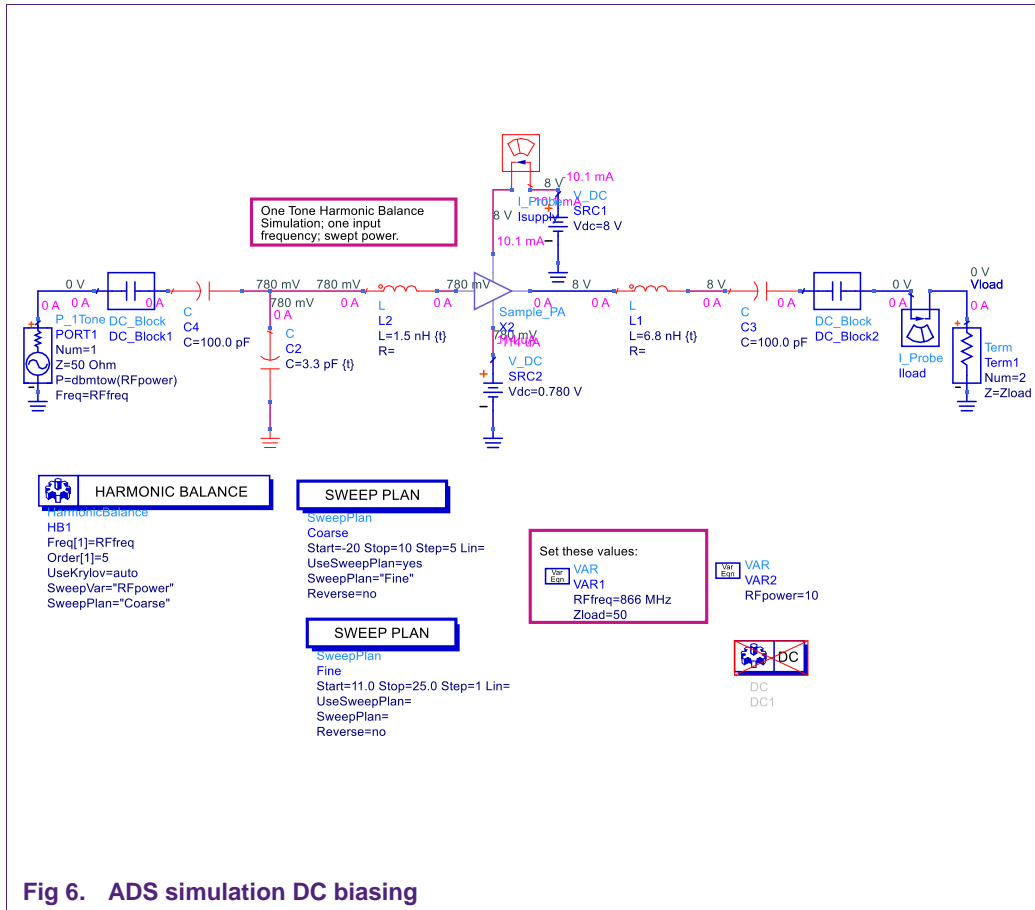 8 V
-10.1 mA
I_Probe
Isupply
V_DC
SRC1
Vdc=8 V
8 V
10.1 mA
One Tone Harmonic Balance
Simulation; one input
frequency; swept power.
0 V
0 A
0 A
0 A
780 mV
780 mV
780 mV
780 mV
0 A
0 A
0 A
0 A
8 V
0 A
8 V
0 A
0 A
0 V
0 A
0 V
Vload
0 A
P_1Tone
PORT1
Num=1
Z=50 Ohm
P=dbmtow(RFpower)
Freq=RFfreq
DC_Block
DC_Block1
C
C4
C=100.0 pF
C
C2
C=3.3 pF {t}
L
L2
L=1.5 nH {t}
R=
Sample_PA
X2
780 mV
V_DC
SRC2
Vdc=0.780 V
L
L1
L=6.8 nH {t}
R=
C
C3
C=100.0 pF
DC_Block
DC_Block2
I_Probe
Iload
Term
Term1
Num=2
Z=Zload
HARMONIC BALANCE
HarmonicBalance
HB1
Freq[1]=RFfreq
Order[1]=5
UseKrylov=auto
SweepVar="RFpower"
SweepPlan="Coarse"
SWEEP PLAN
SweepPlan
Coarse
Start=-20 Stop=10 Step=5 Lin=
UseSweepPlan=yes
SweepPlan="Fine"
Reverse=no
SWEEP PLAN
SweepPlan
Fine
Start=11.0 Stop=25.0 Step=1 Lin=
UseSweepPlan=
SweepPlan=
Reverse=no
Set these values:
Var
Eqn
VAR
VAR1
RFfreq=866 MHz
Zload=50
Var
Eqn
VAR
VAR2
RFpower=10
DC
DC
DC1
Fig 6. ADS simulation DC biasing